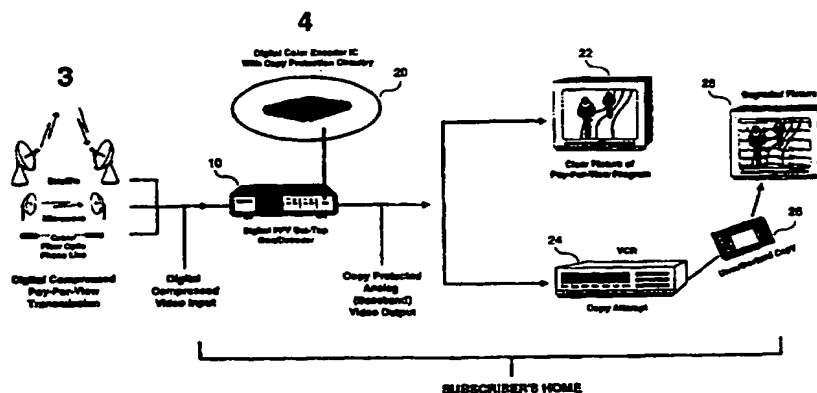 3
4
Digital Color Encoder IC
With Copy Protection Circuitry
20
10
Satellite
Microwave
Cable
Fiber Optic
Phone Line
Digital Compressed
Pay-Per-View
Transmission
Digital
Compressed
Video Input
Digital PPV Set-Top
Box/Decoder
Copy Protected
Analog
(Baseband)
Video Output
22
Clear Picture of
Pay-Per-View Program
28
Degraded Picture
24
VCR
Copy Attempt
26
Unauthorized Copy
SUBSCRIBER'S HOME